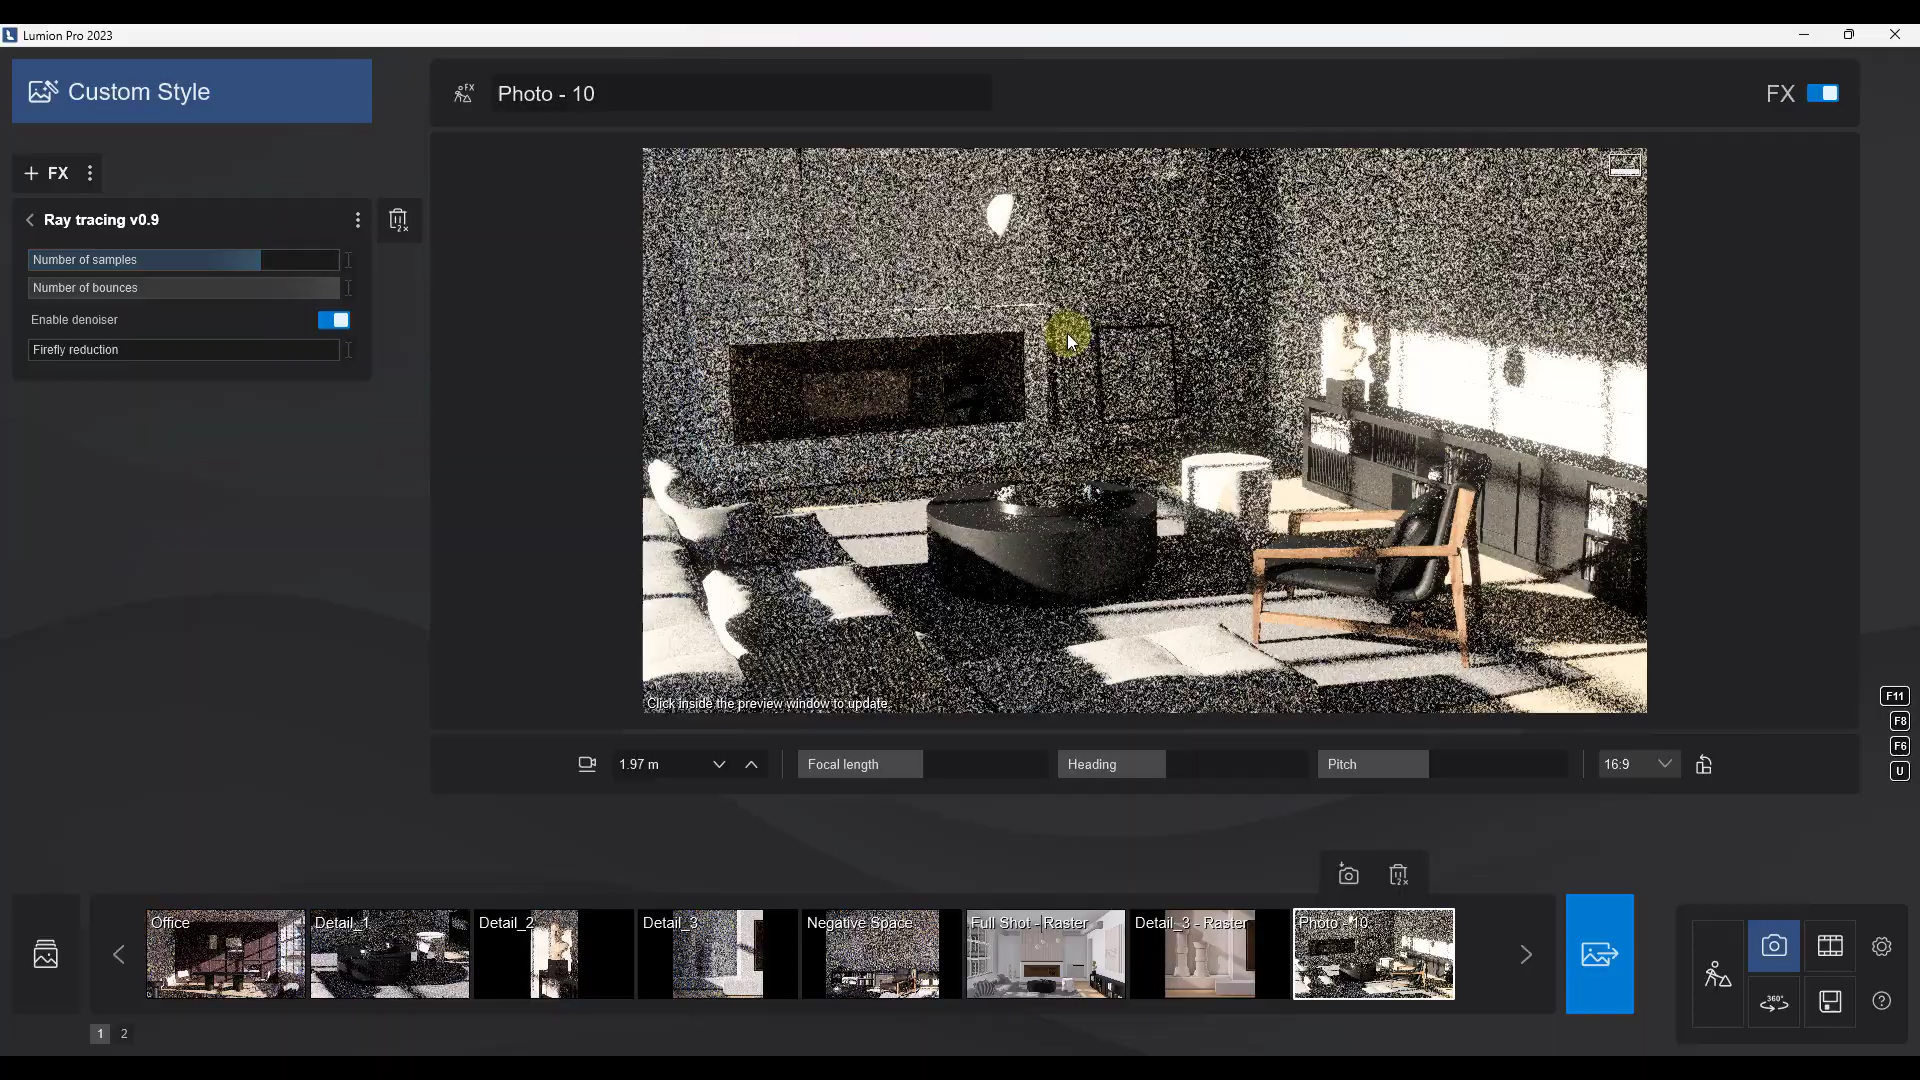 Lumion Pro 2023
Custom Style
Photo - 10
FX
+ FX
Ray tracing v0.9
Number of samples
Number of bounces
Enable denoiser
Firefly reduction
Click inside the preview window to update.
F11
F8
F6
U
1.97 m
Focal length
Heading
Pitch
16:9
Office
Detail_1
Detail_2
Detail_3
Negative Space
Full Shot - Raster
Detail_3 - Raster
Photo - 10
360°
1
2